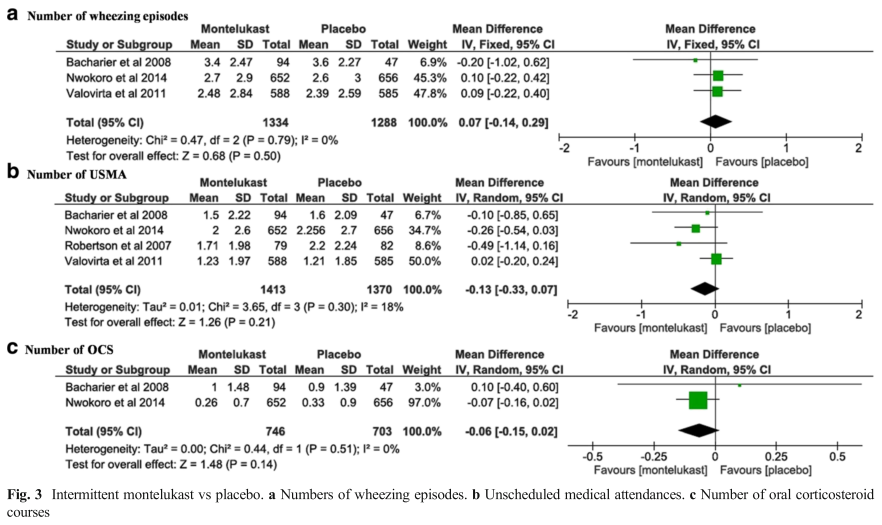 a Number of wheezing episodes
Montelukast Placebo Mean Difference Mean Difference
Study or Subgroup Mean SD Total Mean SD Total Weight IV, Fixed, 95% CI IV, Fixed, 95% CI
Bacharier et al 2008 3.4 2.47 94 3.6 2.27 47 6.9% -0.20 [-1.02, 0.62]
Nwokoro et al 2014 2.7 2.9 652 2.6 3 656 45.3% 0.10 [-0.22, 0.42]
Valovirta et al 2011 2.48 2.84 588 2.39 2.59 585 47.8% 0.09 [-0.22, 0.40]
Total (95% CI) 1334 1288 100.0% 0.07 [-0.14, 0.29]
Heterogeneity: Chi² = 0.47, df = 2 (P = 0.79); I² = 0%
Test for overall effect: Z = 0.68 (P = 0.50)
-2 -1 0 1 2
Favours [montelukast] Favours [placebo]
b Number of USMA
Montelukast Placebo Mean Difference Mean Difference
Study or Subgroup Mean SD Total Mean SD Total Weight IV, Random, 95% CI IV, Random, 95% CI
Bacharier et al 2008 1.5 2.22 94 1.6 2.09 47 6.7% -0.10 [-0.85, 0.65]
Nwokoro et al 2014 2 2.6 652 2.256 2.7 656 34.7% -0.26 [-0.54, 0.03]
Robertson et al 2007 1.71 1.98 79 2.2 2.24 82 8.6% -0.49 [-1.14, 0.16]
Valovirta et al 2011 1.23 1.97 588 1.21 1.85 585 50.0% 0.02 [-0.20, 0.24]
Total (95% CI) 1413 1370 100.0% -0.13 [-0.33, 0.07]
Heterogeneity: Tau² = 0.01; Chi² = 3.65, df = 3 (P = 0.30); I² = 18%
Test for overall effect: Z = 1.26 (P = 0.21)
-2 -1 0 1 2
Favours [montelukast] Favours [placebo]
c Number of OCS
Montelukast Placebo Mean Difference Mean Difference
Study or Subgroup Mean SD Total Mean SD Total Weight IV, Random, 95% CI IV, Random, 95% CI
Bacharier et al 2008 1 1.48 94 0.9 1.39 47 3.0% 0.10 [-0.40, 0.60]
Nwokoro et al 2014 0.26 0.7 652 0.33 0.9 656 97.0% -0.07 [-0.16, 0.02]
Total (95% CI) 746 703 100.0% -0.06 [-0.15, 0.02]
Heterogeneity: Tau² = 0.00; Chi² = 0.44, df = 1 (P = 0.51); I² = 0%
Test for overall effect: Z = 1.48 (P = 0.14)
-0.5 -0.25 0 0.25 0.5
Favours [montelukast] Favours [placebo]
Fig. 3 Intermittent montelukast vs placebo. a Numbers of wheezing episodes. b Unscheduled medical attendances. c Number of oral corticosteroid
courses